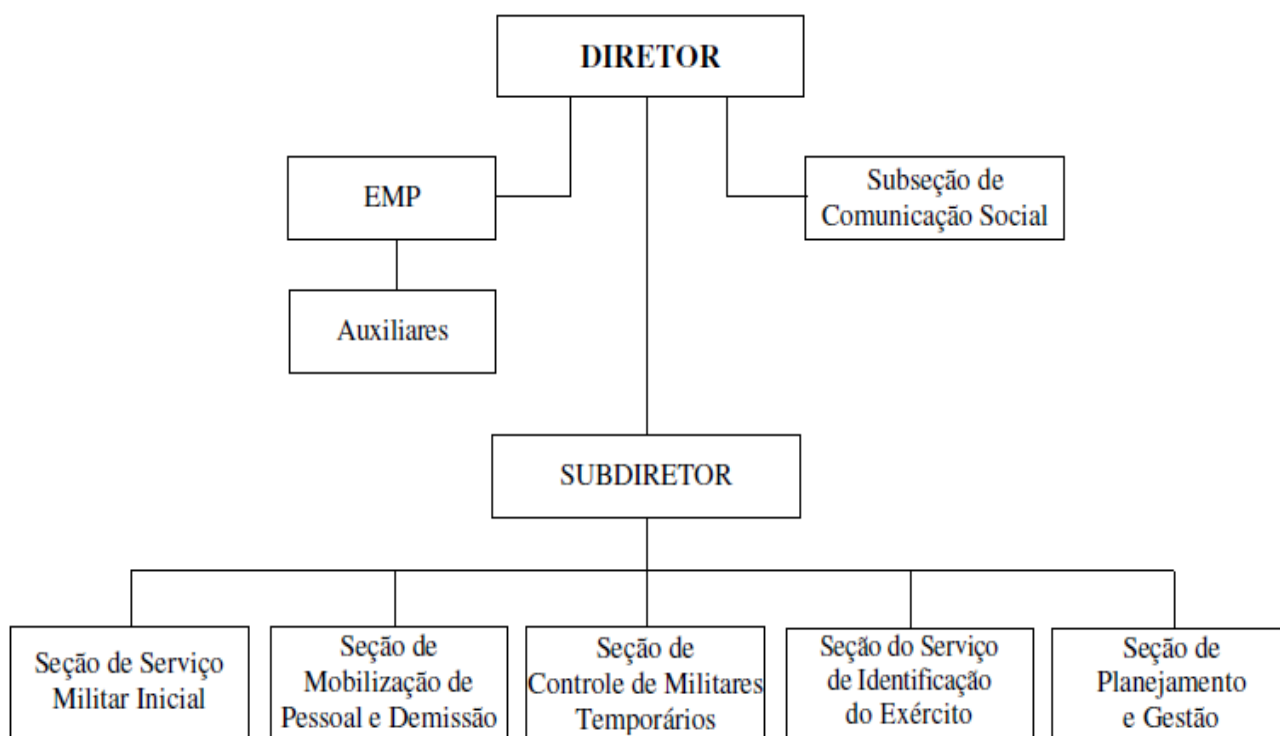 DIRETOR
EMP
Subseção de
Comunicação Social
Auxiliares
SUBDIRETOR
Seção de Serviço
Militar Inicial
Seção de
Mobilização de
Pessoal e Demissão
Seção de
Controle de Militares
Temporários
Seção do Serviço
de Identificação
do Exército
Seção de
Planejamento
e Gestão